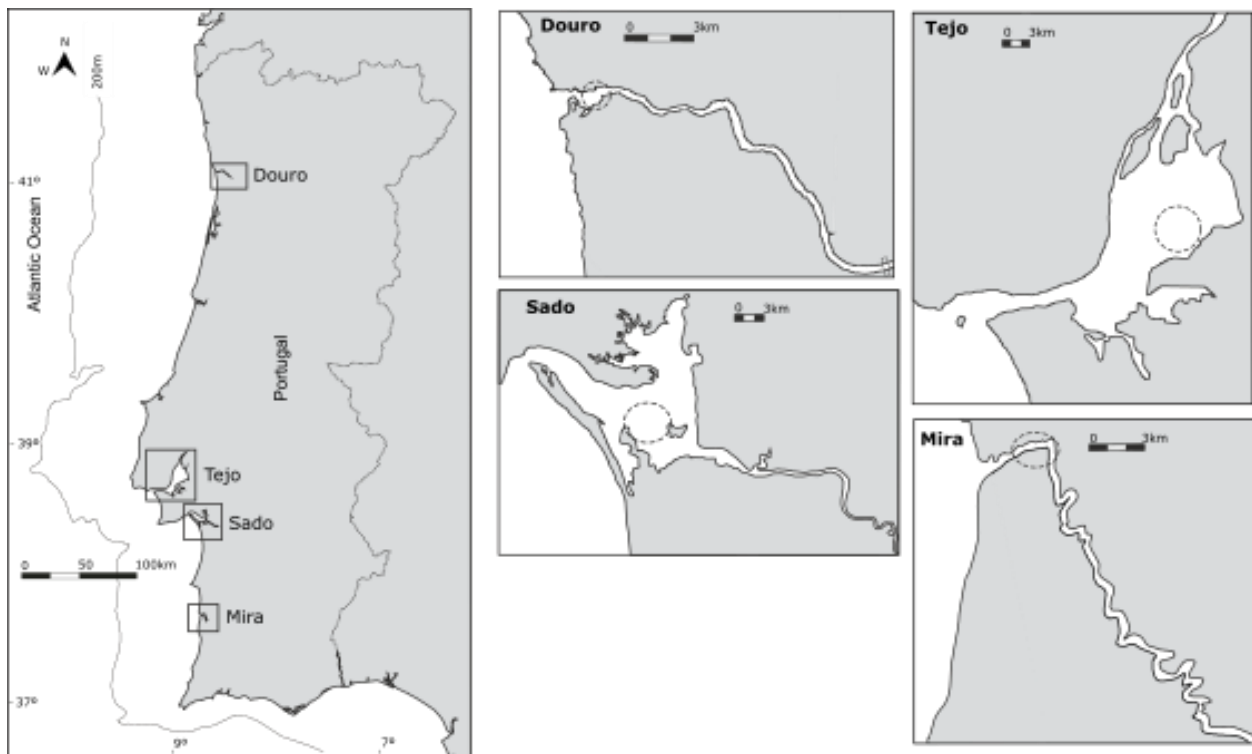 N
W
200m
Atlantic Ocean
41º
Douro
Portugal
39º
Tejo
Sado
0 50 100km
Mira
37º
9º 7º
Douro
0 3km
Sado
0 3km
Tejo
0 3km
Mira
0 3km